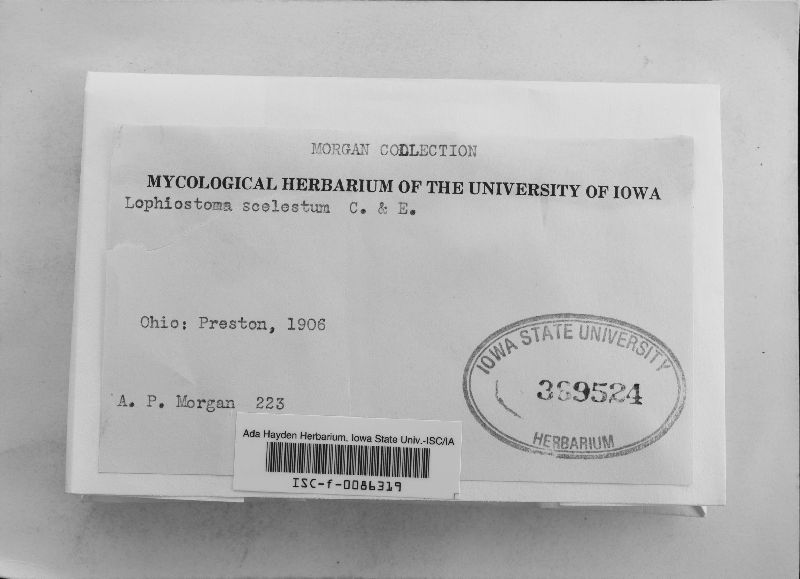 MORGAN COLLECTION
MYCOLOGICAL HERBARIUM OF THE UNIVERSITY OF IOWA
Lophiostoma scelestum C. & E.
Ohio: Preston, 1906
A. P. Morgan 223
IOWA STATE UNIVERSITY
389524
HERBARIUM
Ada Hayden Herbarium, Iowa State Univ.-ISC/IA
ISC-f-0086319